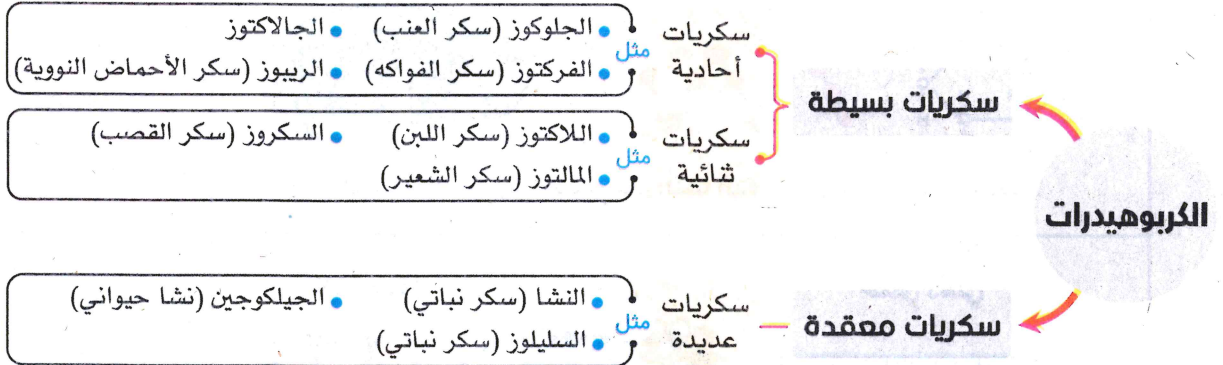 الكربوهيدرات
سكريات بسيطة
سكريات
أحادية
مثل
• الجلوكوز (سكر العنب) • الجالاكتوز
• الفركتوز (سكر الفواكه) • الريبوز (سكر الأحماض النووية)
سكريات
ثنائية
مثل
• اللاكتوز (سكر اللبن) • السكروز (سكر القصب)
• المالتوز (سكر الشعير)
سكريات معقدة
سكريات
عديدة
مثل
• النشا (سكر نباتي) • الجيلكوجين (نشا حيواني)
• السليلوز (سكر نباتي)